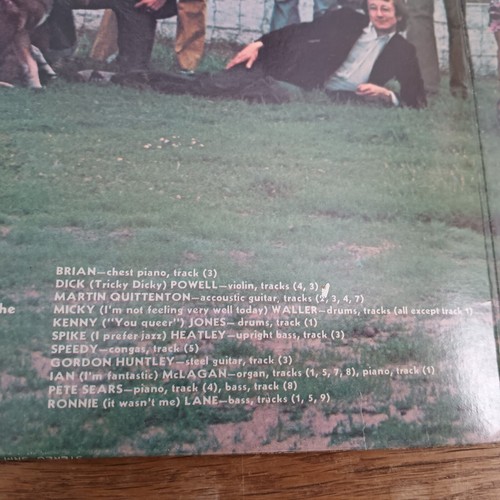 BRIAN—chest piano, track (3)
DICK (Tricky Dicky) POWELL—violin, tracks (4, 3)
MARTIN QUITTENTON—accoustic guitar, tracks (2, 3, 4, 7)
he
MICKY (I'm not feeling very well today) WALLER—drums, tracks (all except track 1)
KENNY ("You queer") JONES—drums, track (1)
SPIKE (I prefer jazz) HEATLEY—upright bass, track (3)
SPEEDY—congas, track (5)
GORDON HUNTLEY—steel guitar, track (3)
IAN (I'm fantastic) McLAGAN—organ, tracks (1, 5, 7, 8), piano, track (1)
PETE SEARS—piano, track (4), bass, track (8)
RONNIE (it wasn't me) LANE—bass, tracks (1, 5, 9)